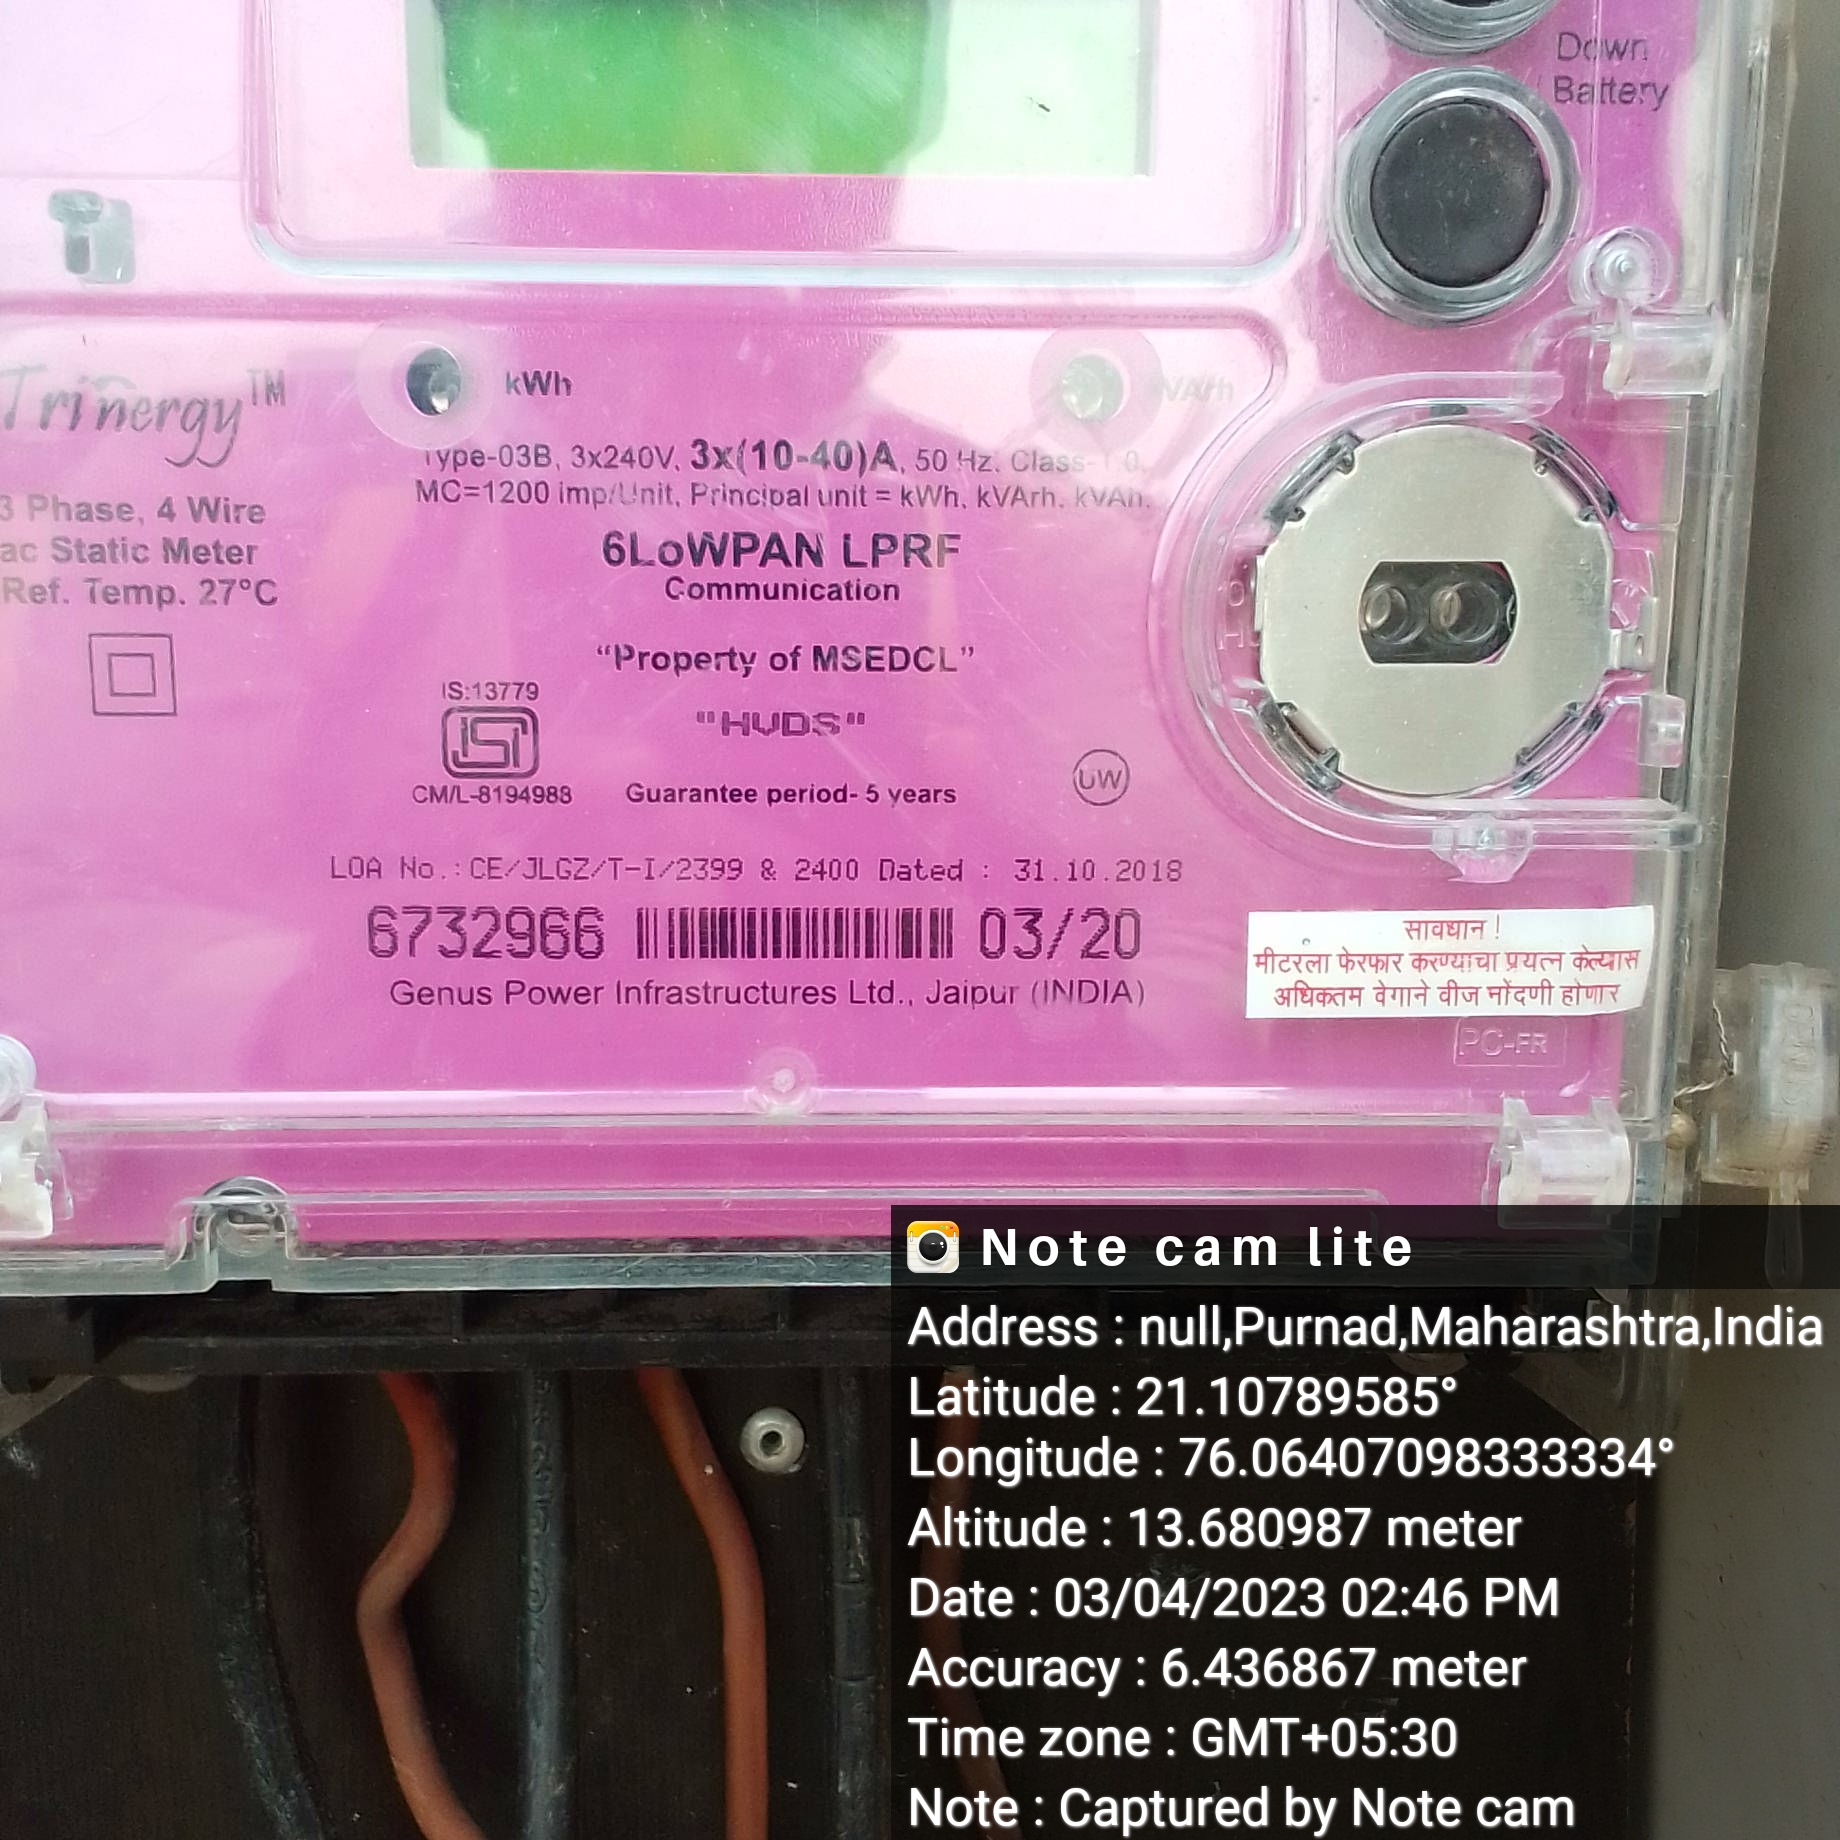 Down
Battery
Trinergy™
kWh
kVArh
Type-03B, 3x240V, 3x(10-40)A, 50 Hz, Class-1.0,
MC=1200 imp/Unit, Principal unit = kWh, kVArh, kVAh.
3 Phase, 4 Wire
ac Static Meter
Ref. Temp. 27°C
6LoWPAN LPRF
Communication
“Property of MSEDCL”
IS:13779
"HVDS"
ISI
CM/L-8194988
Guarantee period- 5 years
UW
LOA No.:CE/JLGZ/T-I/2399 & 2400 Dated : 31.10.2018
6732966 03/20
Genus Power Infrastructures Ltd., Jaipur (INDIA)
सावधान !
मीटरला फेरफार करण्याचा प्रयत्न केल्यास
अधिकतम वेगाने वीज नोंदणी होणार
PC-FR
Note cam lite
Address : null,Purnad,Maharashtra,India
Latitude : 21.10789585°
Longitude : 76.06407098333334°
Altitude : 13.680987 meter
Date : 03/04/2023 02:46 PM
Accuracy : 6.436867 meter
Time zone : GMT+05:30
Note : Captured by Note cam